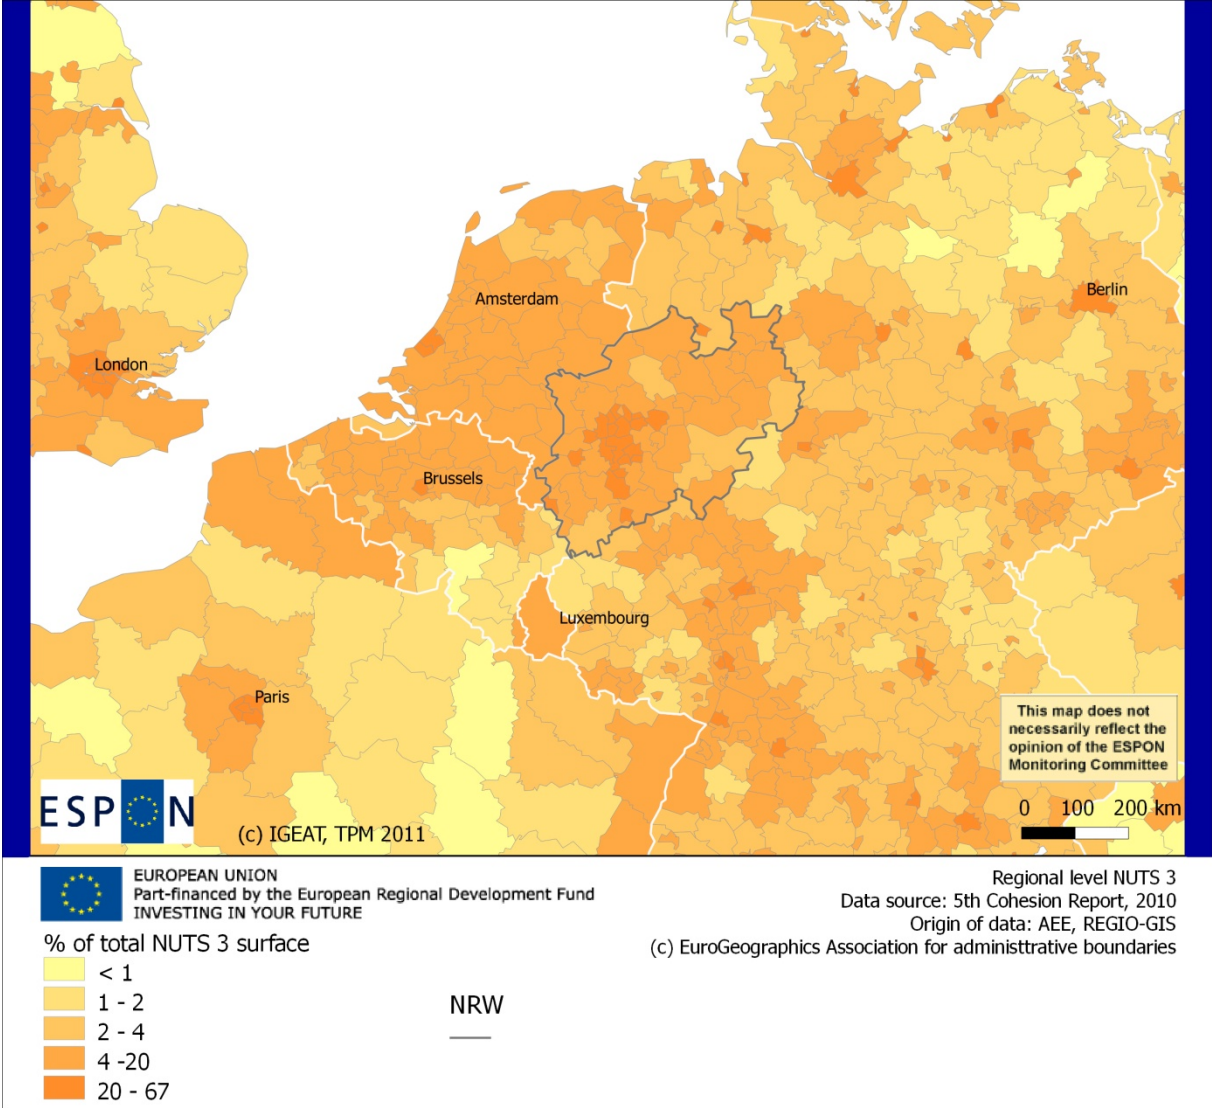 Amsterdam
Berlin
London
Brussels
Luxembourg
Paris
This map does not
necessarily reflect the
opinion of the ESPON
Monitoring Committee
0 100 200 km
ESPON
(c) IGEAT, TPM 2011
EUROPEAN UNION
Part-financed by the European Regional Development Fund
INVESTING IN YOUR FUTURE
Regional level NUTS 3
Data source: 5th Cohesion Report, 2010
Origin of data: AEE, REGIO-GIS
(c) EuroGeographics Association for administtrative boundaries
% of total NUTS 3 surface
< 1
1 - 2
2 - 4
4 -20
20 - 67
NRW